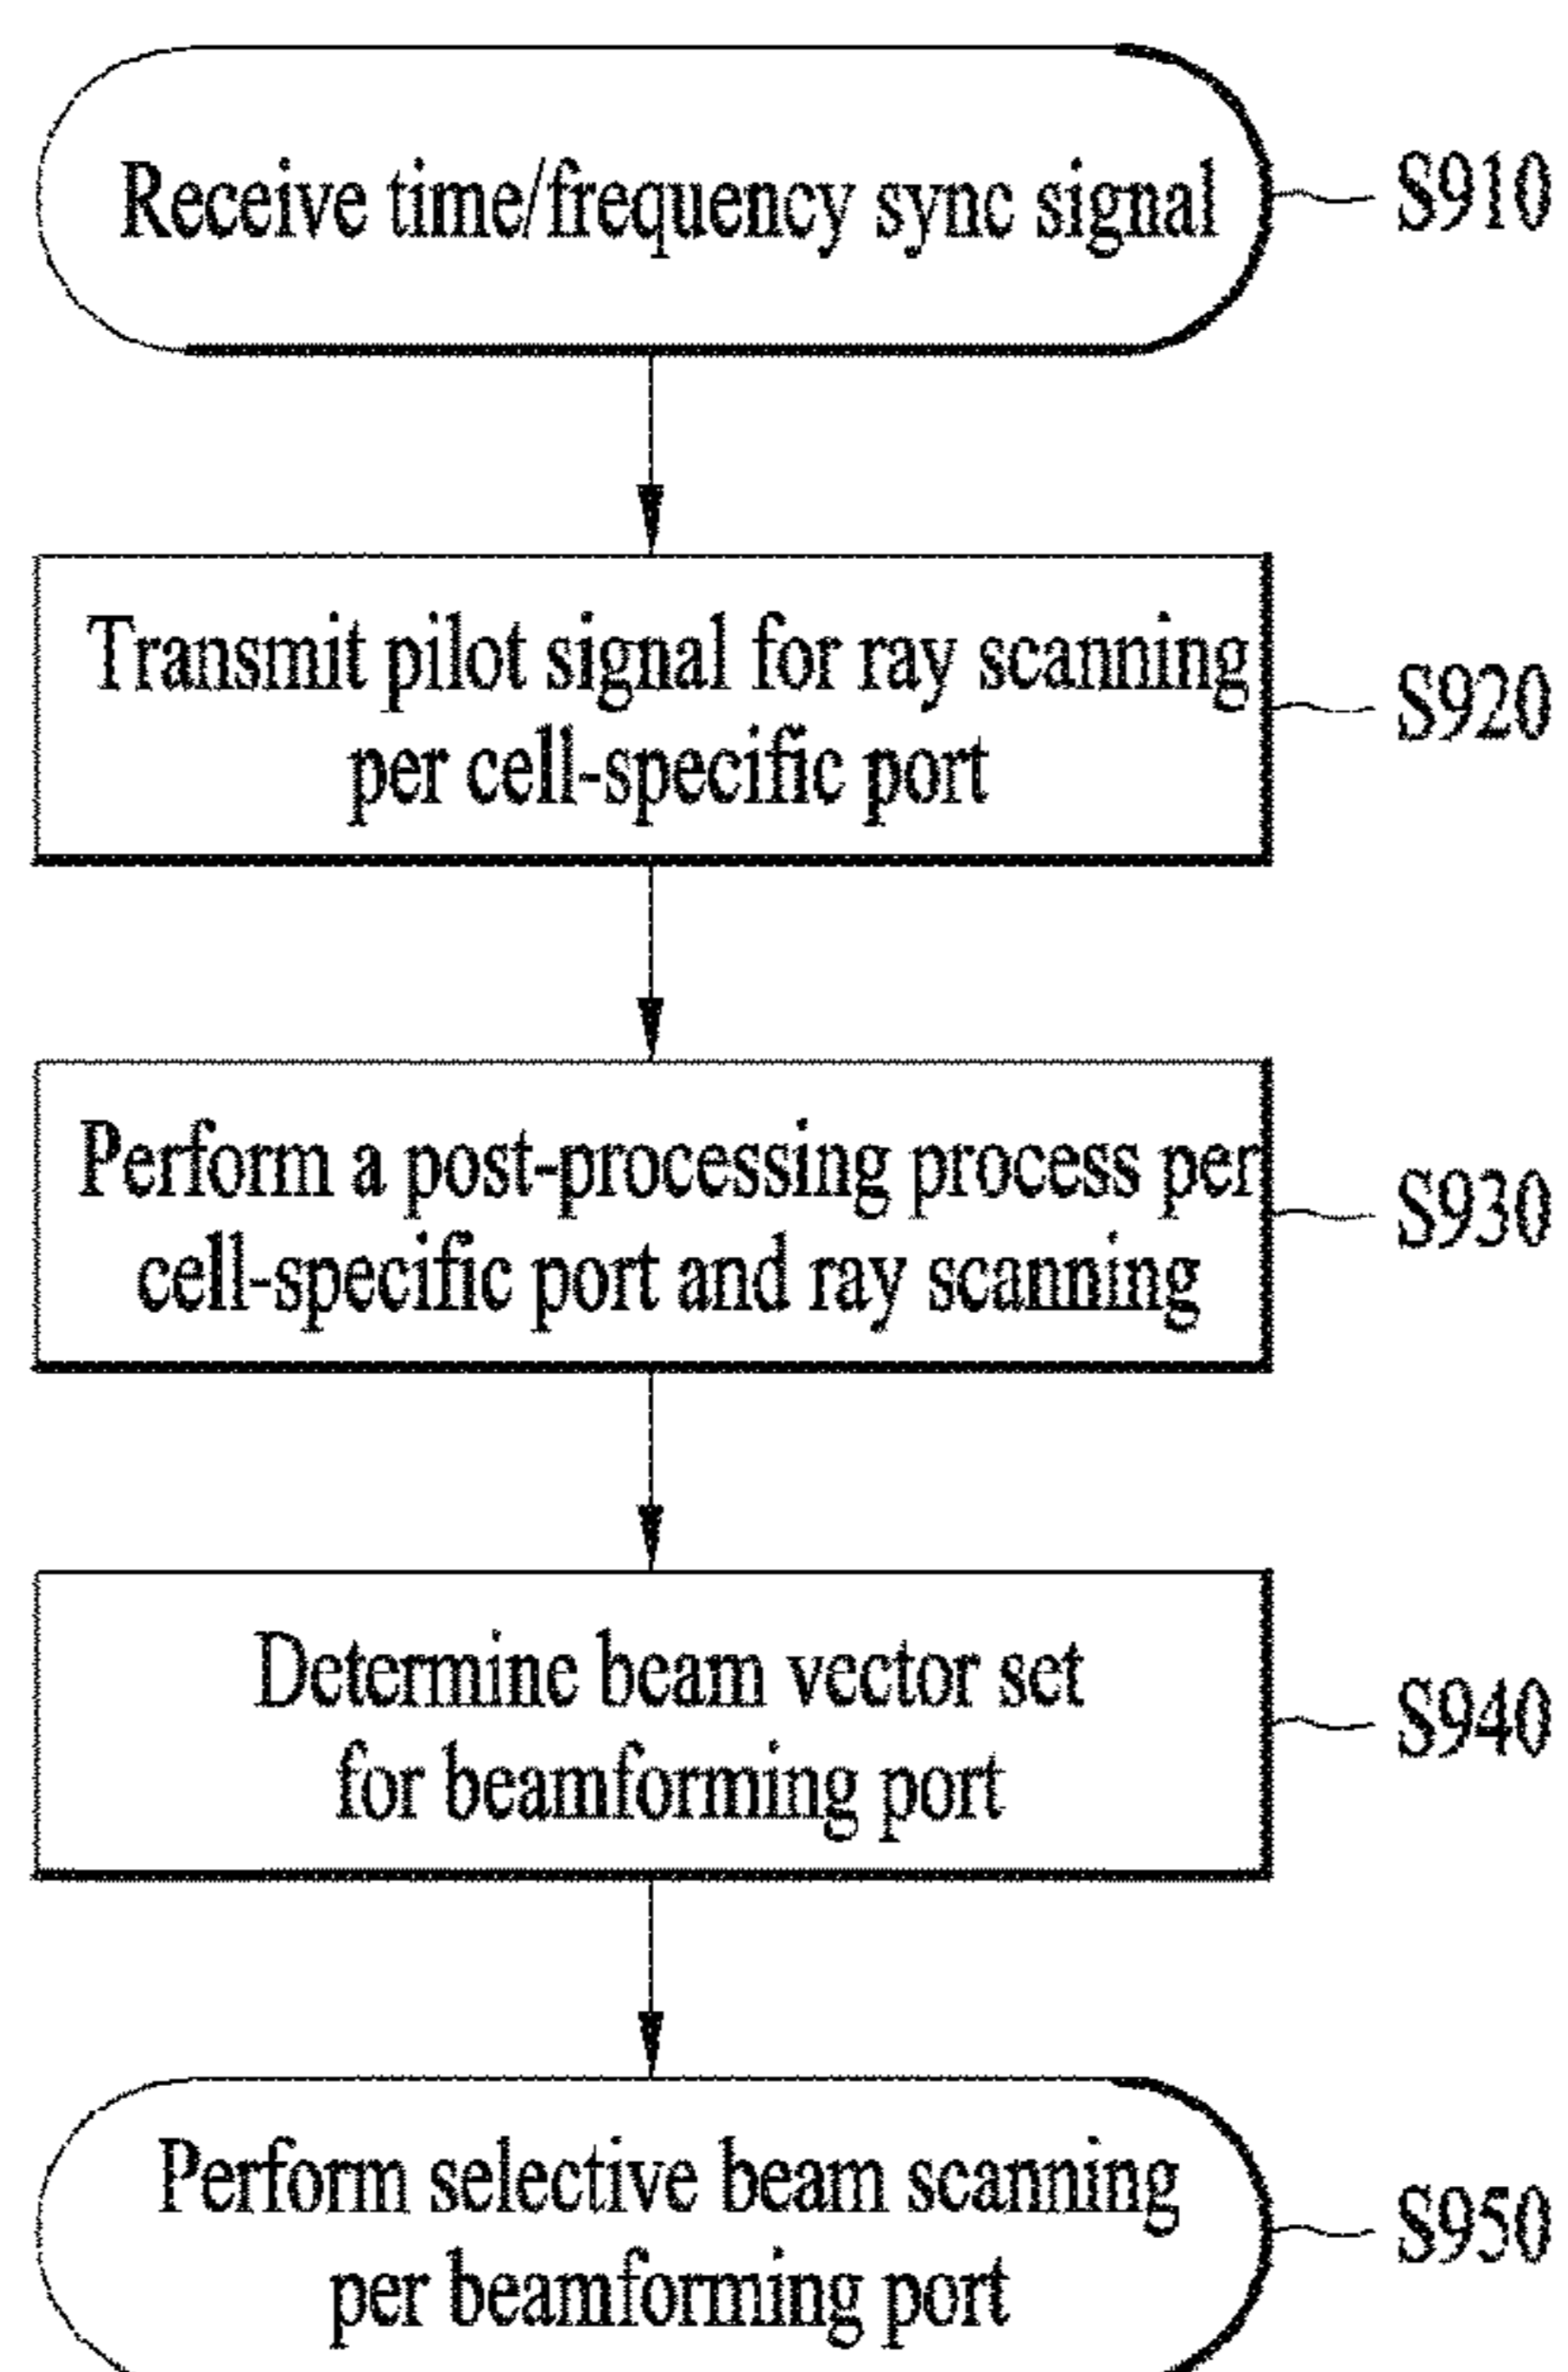 Receive time/frequency sync signal
S910
Transmit pilot signal for ray scanning
per cell-specific port
S920
Perform a post-processing process per
cell-specific port and ray scanning
S930
Determine beam vector set
for beamforming port
S940
Perform selective beam scanning
per beamforming port
S950